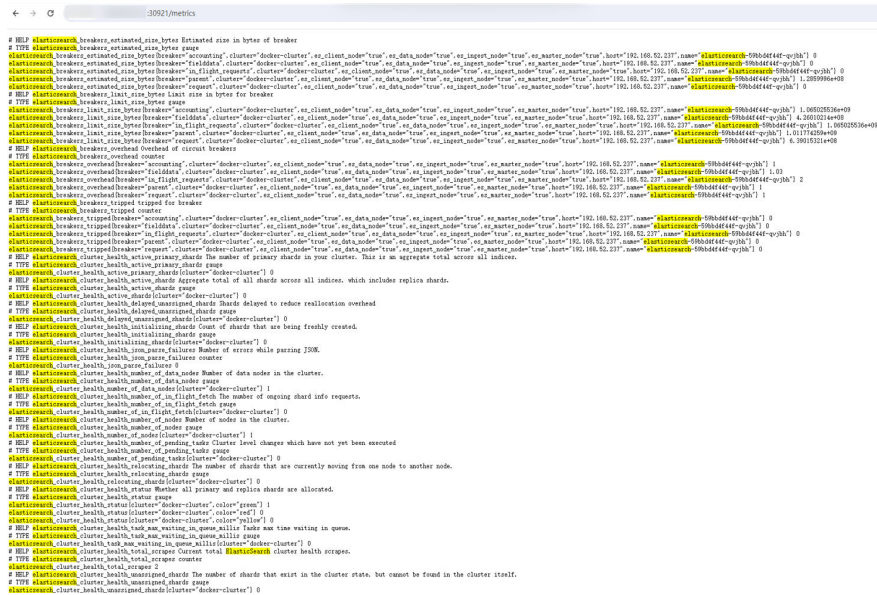 :30921/metrics
# HELP elasticsearch_breakers_estimated_size_bytes Estimated size in bytes of breaker
# TYPE elasticsearch_breakers_estimated_size_bytes gauge
elasticsearch_breakers_estimated_size_bytes{breaker="accounting",cluster="docker-cluster",es_client_node="true",es_data_node="true",es_ingest_node="true",es_master_node="true",host="192.168.52.237",name="elasticsearch-59bbd4f44f-qvjbh"} 0
elasticsearch_breakers_estimated_size_bytes{breaker="fielddata",cluster="docker-cluster",es_client_node="true",es_data_node="true",es_ingest_node="true",es_master_node="true",host="192.168.52.237",name="elasticsearch-59bbd4f44f-qvjbh"} 0
elasticsearch_breakers_estimated_size_bytes{breaker="in_flight_requests",cluster="docker-cluster",es_client_node="true",es_data_node="true",es_ingest_node="true",es_master_node="true",host="192.168.52.237",name="elasticsearch-59bbd4f44f-qvjbh"} 0
elasticsearch_breakers_estimated_size_bytes{breaker="parent",cluster="docker-cluster",es_client_node="true",es_data_node="true",es_ingest_node="true",es_master_node="true",host="192.168.52.237",name="elasticsearch-59bbd4f44f-qvjbh"}
elasticsearch_breakers_estimated_size_bytes{breaker="request",cluster="docker-cluster",es_client_node="true",es_data_node="true",es_ingest_node="true",es_master_node="true",host="192.168.52.237",name="elasticsearch-59bbd4f44f-qvjbh"} 0
# HELP elasticsearch_breakers_limit_size_bytes Limit size in bytes for breaker
# TYPE elasticsearch_breakers_limit_size_bytes gauge
elasticsearch_breakers_limit_size_bytes{breaker="accounting",cluster="docker-cluster",es_client_node="true",es_data_node="true",es_ingest_node="true",es_master_node="true",host="192.168.52.237",name="elasticsearch-59bbd4f44f-qvjbh"} 1.065025536e+09
elasticsearch_breakers_limit_size_bytes{breaker="fielddata",cluster="docker-cluster",es_client_node="true",es_data_node="true",es_ingest_node="true",es_master_node="true",host="192.168.52.237",name="elasticsearch-59bbd4f44f-qvjbh"} 4.26010214e+08
elasticsearch_breakers_limit_size_bytes{breaker="in_flight_requests",cluster="docker-cluster",es_client_node="true",es_data_node="true",es_ingest_node="true",es_master_node="true",host="192.168.52.237",name="elasticsearch-59bbd4f44f-qvjbh"} 1.065025536e+09
elasticsearch_breakers_limit_size_bytes{breaker="parent",cluster="docker-cluster",es_client_node="true",es_data_node="true",es_ingest_node="true",es_master_node="true",host="192.168.52.237",name="elasticsearch-59bbd4f44f-qvjbh"} 1.011774259e+09
elasticsearch_breakers_limit_size_bytes{breaker="request",cluster="docker-cluster",es_client_node="true",es_data_node="true",es_ingest_node="true",es_master_node="true",host="192.168.52.237",name="elasticsearch-59bbd4f44f-qvjbh"} 6.39015321e+08
# HELP elasticsearch_breakers_overhead Overhead of circuit breakers
# TYPE elasticsearch_breakers_overhead counter
elasticsearch_breakers_overhead{breaker="accounting",cluster="docker-cluster",es_client_node="true",es_data_node="true",es_ingest_node="true",es_master_node="true",host="192.168.52.237",name="elasticsearch-59bbd4f44f-qvjbh"} 1
elasticsearch_breakers_overhead{breaker="fielddata",cluster="docker-cluster",es_client_node="true",es_data_node="true",es_ingest_node="true",es_master_node="true",host="192.168.52.237",name="elasticsearch-59bbd4f44f-qvjbh"} 1.03
elasticsearch_breakers_overhead{breaker="in_flight_requests",cluster="docker-cluster",es_client_node="true",es_data_node="true",es_ingest_node="true",es_master_node="true",host="192.168.52.237",name="elasticsearch-59bbd4f44f-qvjbh"} 2
elasticsearch_breakers_overhead{breaker="parent",cluster="docker-cluster",es_client_node="true",es_data_node="true",es_ingest_node="true",es_master_node="true",host="192.168.52.237",name="elasticsearch-59bbd4f44f-qvjbh"} 1
elasticsearch_breakers_overhead{breaker="request",cluster="docker-cluster",es_client_node="true",es_data_node="true",es_ingest_node="true",es_master_node="true",host="192.168.52.237",name="elasticsearch-59bbd4f44f-qvjbh"} 1
# HELP elasticsearch_breakers_tripped tripped for breaker
# TYPE elasticsearch_breakers_tripped counter
elasticsearch_breakers_tripped{breaker="accounting",cluster="docker-cluster",es_client_node="true",es_data_node="true",es_ingest_node="true",es_master_node="true",host="192.168.52.237",name="elasticsearch-59bbd4f44f-qvjbh"} 0
elasticsearch_breakers_tripped{breaker="fielddata",cluster="docker-cluster",es_client_node="true",es_data_node="true",es_ingest_node="true",es_master_node="true",host="192.168.52.237",name="elasticsearch-59bbd4f44f-qvjbh"} 0
elasticsearch_breakers_tripped{breaker="in_flight_requests",cluster="docker-cluster",es_client_node="true",es_data_node="true",es_ingest_node="true",es_master_node="true",host="192.168.52.237",name="elasticsearch-59bbd4f44f-qvjbh"} 0
elasticsearch_breakers_tripped{breaker="parent",cluster="docker-cluster",es_client_node="true",es_data_node="true",es_ingest_node="true",es_master_node="true",host="192.168.52.237",name="elasticsearch-59bbd4f44f-qvjbh"} 0
elasticsearch_breakers_tripped{breaker="request",cluster="docker-cluster",es_client_node="true",es_data_node="true",es_ingest_node="true",es_master_node="true",host="192.168.52.237",name="elasticsearch-59bbd4f44f-qvjbh"} 0
# HELP elasticsearch_cluster_health_active_primary_shards The number of primary shards in your cluster. This is an aggregate total across all indices.
# TYPE elasticsearch_cluster_health_active_primary_shards gauge
elasticsearch_cluster_health_active_primary_shards{cluster="docker-cluster"} 0
# HELP elasticsearch_cluster_health_active_shards Aggregate total of all shards across all indices, which includes replica shards.
# TYPE elasticsearch_cluster_health_active_shards gauge
elasticsearch_cluster_health_active_shards{cluster="docker-cluster"} 0
# HELP elasticsearch_cluster_health_delayed_unassigned_shards Shards delayed to reduce reallocation overhead
# TYPE elasticsearch_cluster_health_delayed_unassigned_shards gauge
elasticsearch_cluster_health_delayed_unassigned_shards{cluster="docker-cluster"} 0
# HELP elasticsearch_cluster_health_initializing_shards Count of shards that are being freshly created.
# TYPE elasticsearch_cluster_health_initializing_shards gauge
elasticsearch_cluster_health_initializing_shards{cluster="docker-cluster"} 0
# HELP elasticsearch_cluster_health_json_parse_failures Number of errors while parsing JSON.
# TYPE elasticsearch_cluster_health_json_parse_failures counter
elasticsearch_cluster_health_json_parse_failures 0
# HELP elasticsearch_cluster_health_number_of_data_nodes Number of data nodes in the cluster.
# TYPE elasticsearch_cluster_health_number_of_data_nodes gauge
elasticsearch_cluster_health_number_of_data_nodes{cluster="docker-cluster"} 1
# HELP elasticsearch_cluster_health_number_of_in_flight_fetch The number of ongoing shard info requests.
# TYPE elasticsearch_cluster_health_number_of_in_flight_fetch gauge
elasticsearch_cluster_health_number_of_in_flight_fetch{cluster="docker-cluster"} 0
# HELP elasticsearch_cluster_health_number_of_nodes Number of nodes in the cluster.
# TYPE elasticsearch_cluster_health_number_of_nodes gauge
elasticsearch_cluster_health_number_of_nodes{cluster="docker-cluster"} 1
# HELP elasticsearch_cluster_health_number_of_pending_tasks Cluster level changes which have not yet been executed
# TYPE elasticsearch_cluster_health_number_of_pending_tasks gauge
elasticsearch_cluster_health_number_of_pending_tasks{cluster="docker-cluster"} 0
# HELP elasticsearch_cluster_health_relocating_shards The number of shards that are currently moving from one node to another node.
# TYPE elasticsearch_cluster_health_relocating_shards gauge
elasticsearch_cluster_health_relocating_shards{cluster="docker-cluster"} 0
# HELP elasticsearch_cluster_health_status Whether all primary and replica shards are allocated.
# TYPE elasticsearch_cluster_health_status gauge
elasticsearch_cluster_health_status{cluster="docker-cluster",color="green"} 1
elasticsearch_cluster_health_status{cluster="docker-cluster",color="red"} 0
elasticsearch_cluster_health_status{cluster="docker-cluster",color="yellow"} 0
# HELP elasticsearch_cluster_health_task_max_waiting_in_queue_millis Tasks max time waiting in queue.
# TYPE elasticsearch_cluster_health_task_max_waiting_in_queue_millis gauge
elasticsearch_cluster_health_task_max_waiting_in_queue_millis{cluster="docker-cluster"} 0
# HELP elasticsearch_cluster_health_total_scrapes Current total ElasticSearch cluster health scrapes.
# TYPE elasticsearch_cluster_health_total_scrapes counter
elasticsearch_cluster_health_total_scrapes 2
# HELP elasticsearch_cluster_health_unassigned_shards The number of shards that exist in the cluster state, but cannot be found in the cluster itself.
# TYPE elasticsearch_cluster_health_unassigned_shards gauge
elasticsearch_cluster_health_unassigned_shards{cluster="docker-cluster"} 0